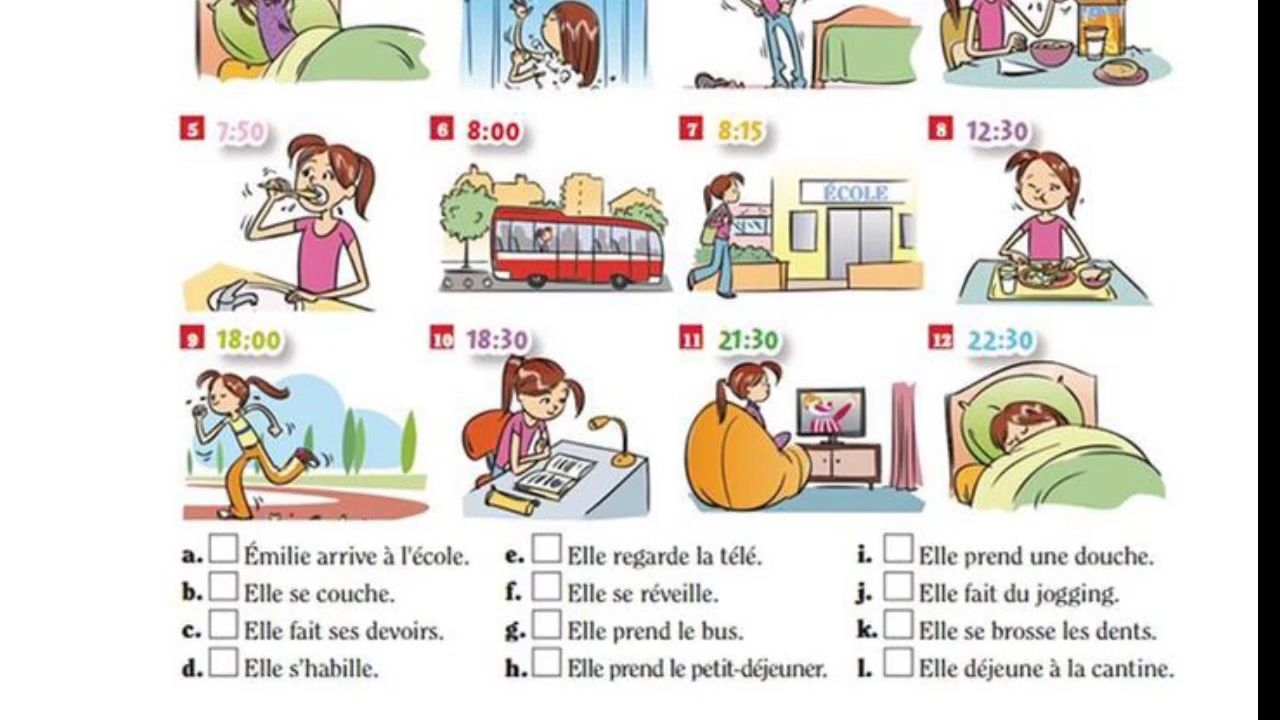 5 7:50 6 8:00 7 8:15 8 12:30
ÉCOLE
9 18:00 10 18:30 11 21:30 12 22:30
a. Émilie arrive à l'école. e. Elle regarde la télé. i. Elle prend une douche.
b. Elle se couche. f. Elle se réveille. j. Elle fait du jogging.
c. Elle fait ses devoirs. g. Elle prend le bus. k. Elle se brosse les dents.
d. Elle s'habille. h. Elle prend le petit-déjeuner. l. Elle déjeune à la cantine.